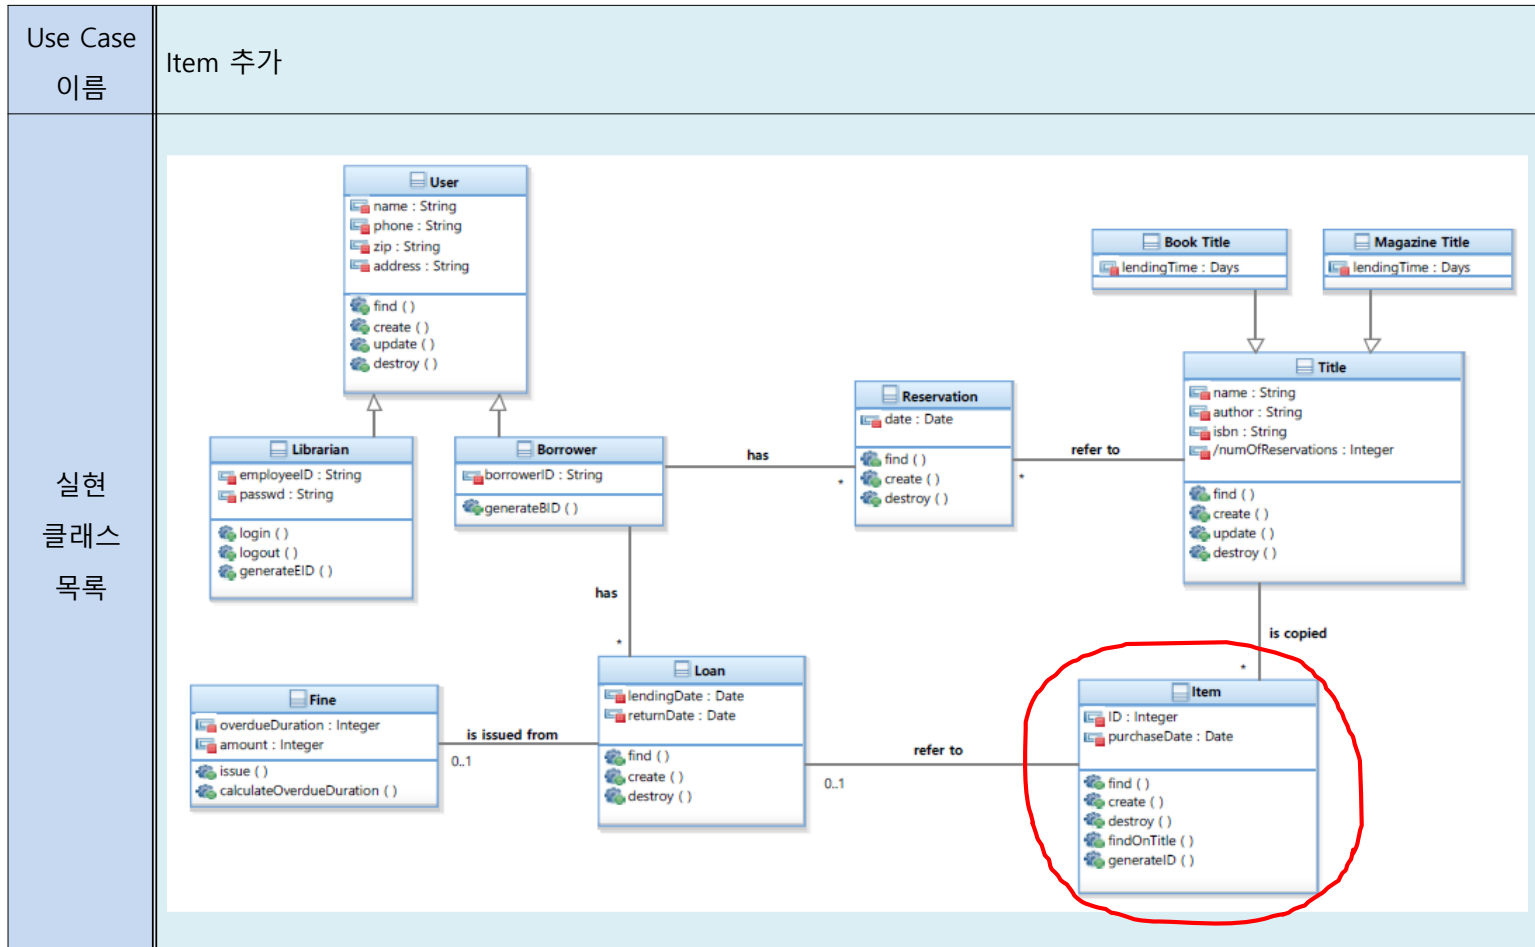 Use Case
이름
Item 추가
실현
클래스
목록
User
name : String
phone : String
zip : String
address : String
find ( )
create ( )
update ( )
destroy ( )
Book Title
lendingTime : Days
Magazine Title
lendingTime : Days
Librarian
employeeID : String
passwd : String
login ( )
logout ( )
generateEID ( )
Borrower
borrowerID : String
generateBID ( )
has
*
Reservation
date : Date
find ( )
create ( )
destroy ( )
refer to
*
Title
name : String
author : String
isbn : String
/numOfReservations : Integer
find ( )
create ( )
update ( )
destroy ( )
has
*
is copied
*
Fine
overdueDuration : Integer
amount : Integer
issue ( )
calculateOverdueDuration ( )
is issued from
0..1
Loan
lendingDate : Date
returnDate : Date
find ( )
create ( )
destroy ( )
refer to
0..1
Item
ID : Integer
purchaseDate : Date
find ( )
create ( )
destroy ( )
findOnTitle ( )
generateID ( )